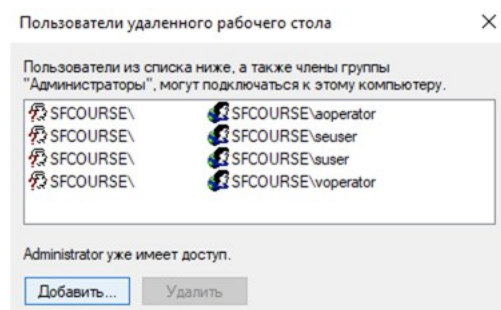 Пользователи удаленного рабочего стола
Пользователи из списка ниже, а также члены группы
"Администраторы", могут подключаться к этому компьютеру.
SFCOURSE\ SFCOURSE\aoperator
SFCOURSE\ SFCOURSE\seuser
SFCOURSE\ SFCOURSE\suser
SFCOURSE\ SFCOURSE\voperator
Administrator уже имеет доступ.
Добавить... Удалить